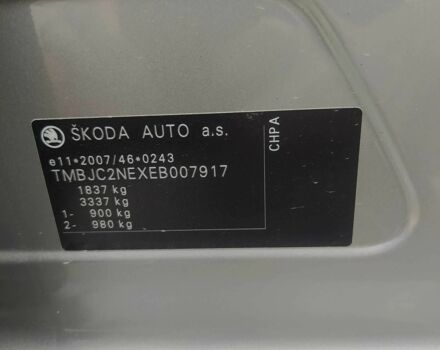 ŠKODA AUTO a.s.
e11*2007/46*0243
TMBJC2NEXEB007917
1837 kg
3337 kg
1- 900 kg
2- 980 kg
CHPA